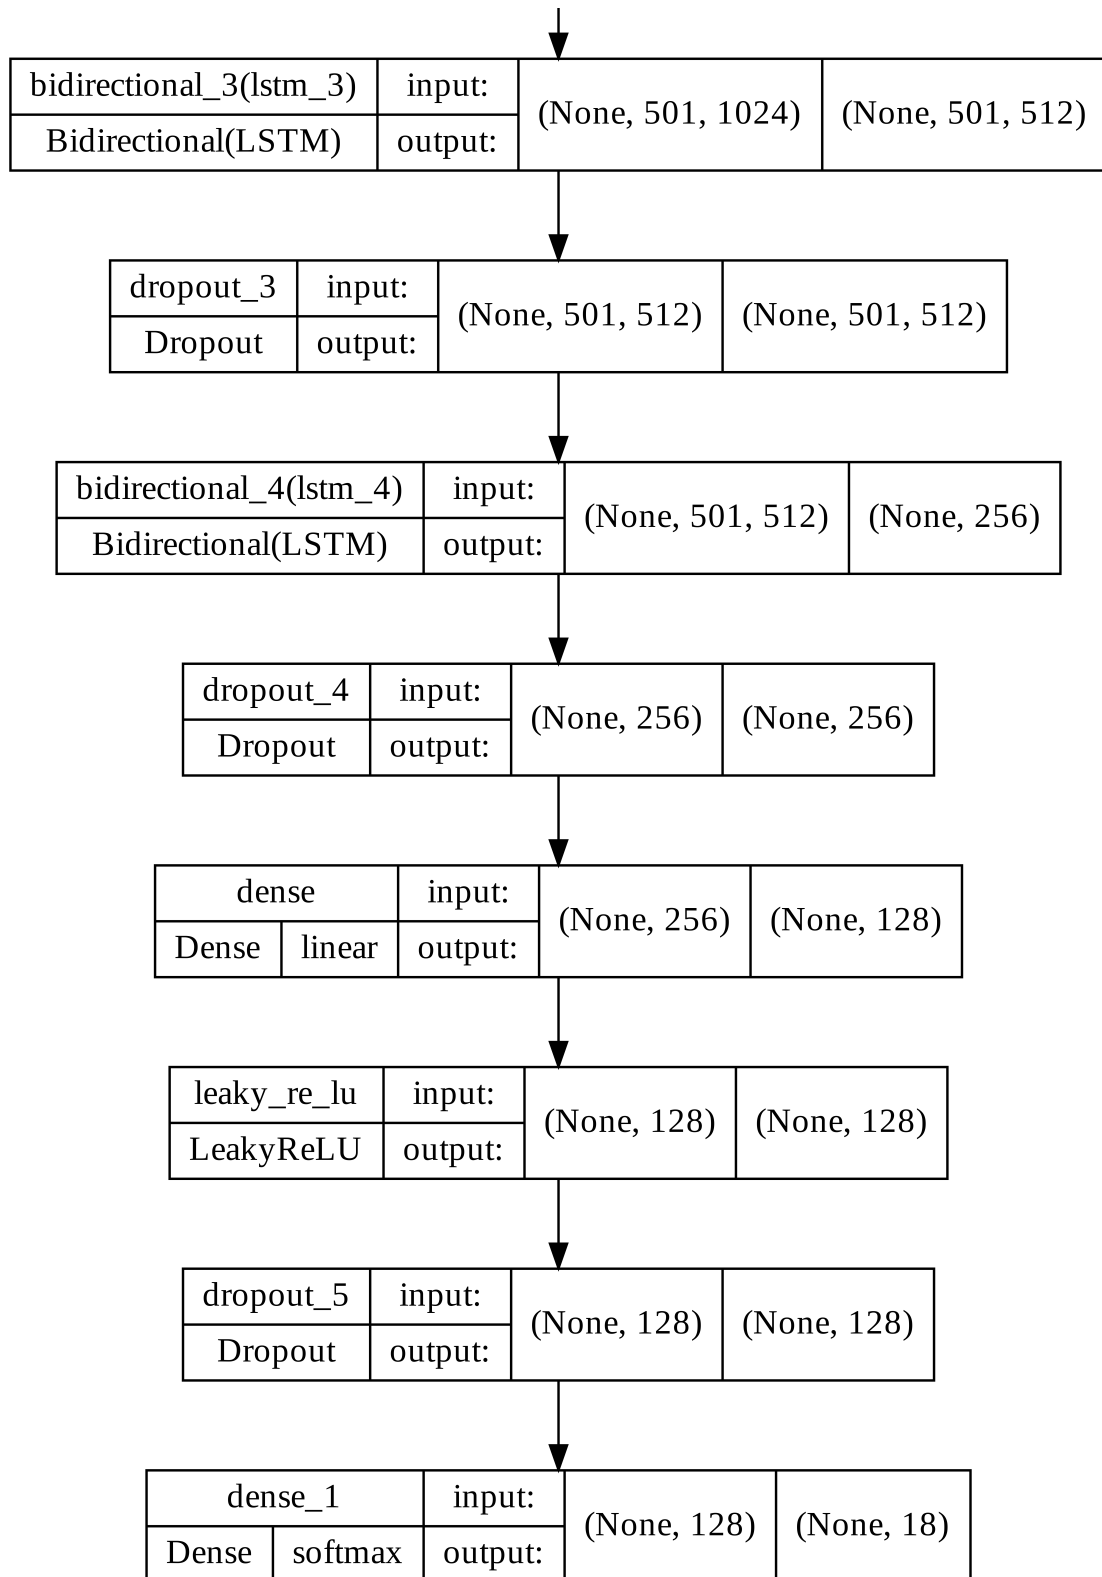 bidirectional_3(lstm_3) input: (None, 501, 1024) (None, 501, 512)
Bidirectional(LSTM) output:
dropout_3 input: (None, 501, 512) (None, 501, 512)
Dropout output:
bidirectional_4(lstm_4) input: (None, 501, 512) (None, 256)
Bidirectional(LSTM) output:
dropout_4 input: (None, 256) (None, 256)
Dropout output:
dense input: (None, 256) (None, 128)
Dense linear output:
leaky_re_lu input: (None, 128) (None, 128)
LeakyReLU output:
dropout_5 input: (None, 128) (None, 128)
Dropout output:
dense_1 input: (None, 128) (None, 18)
Dense softmax output: